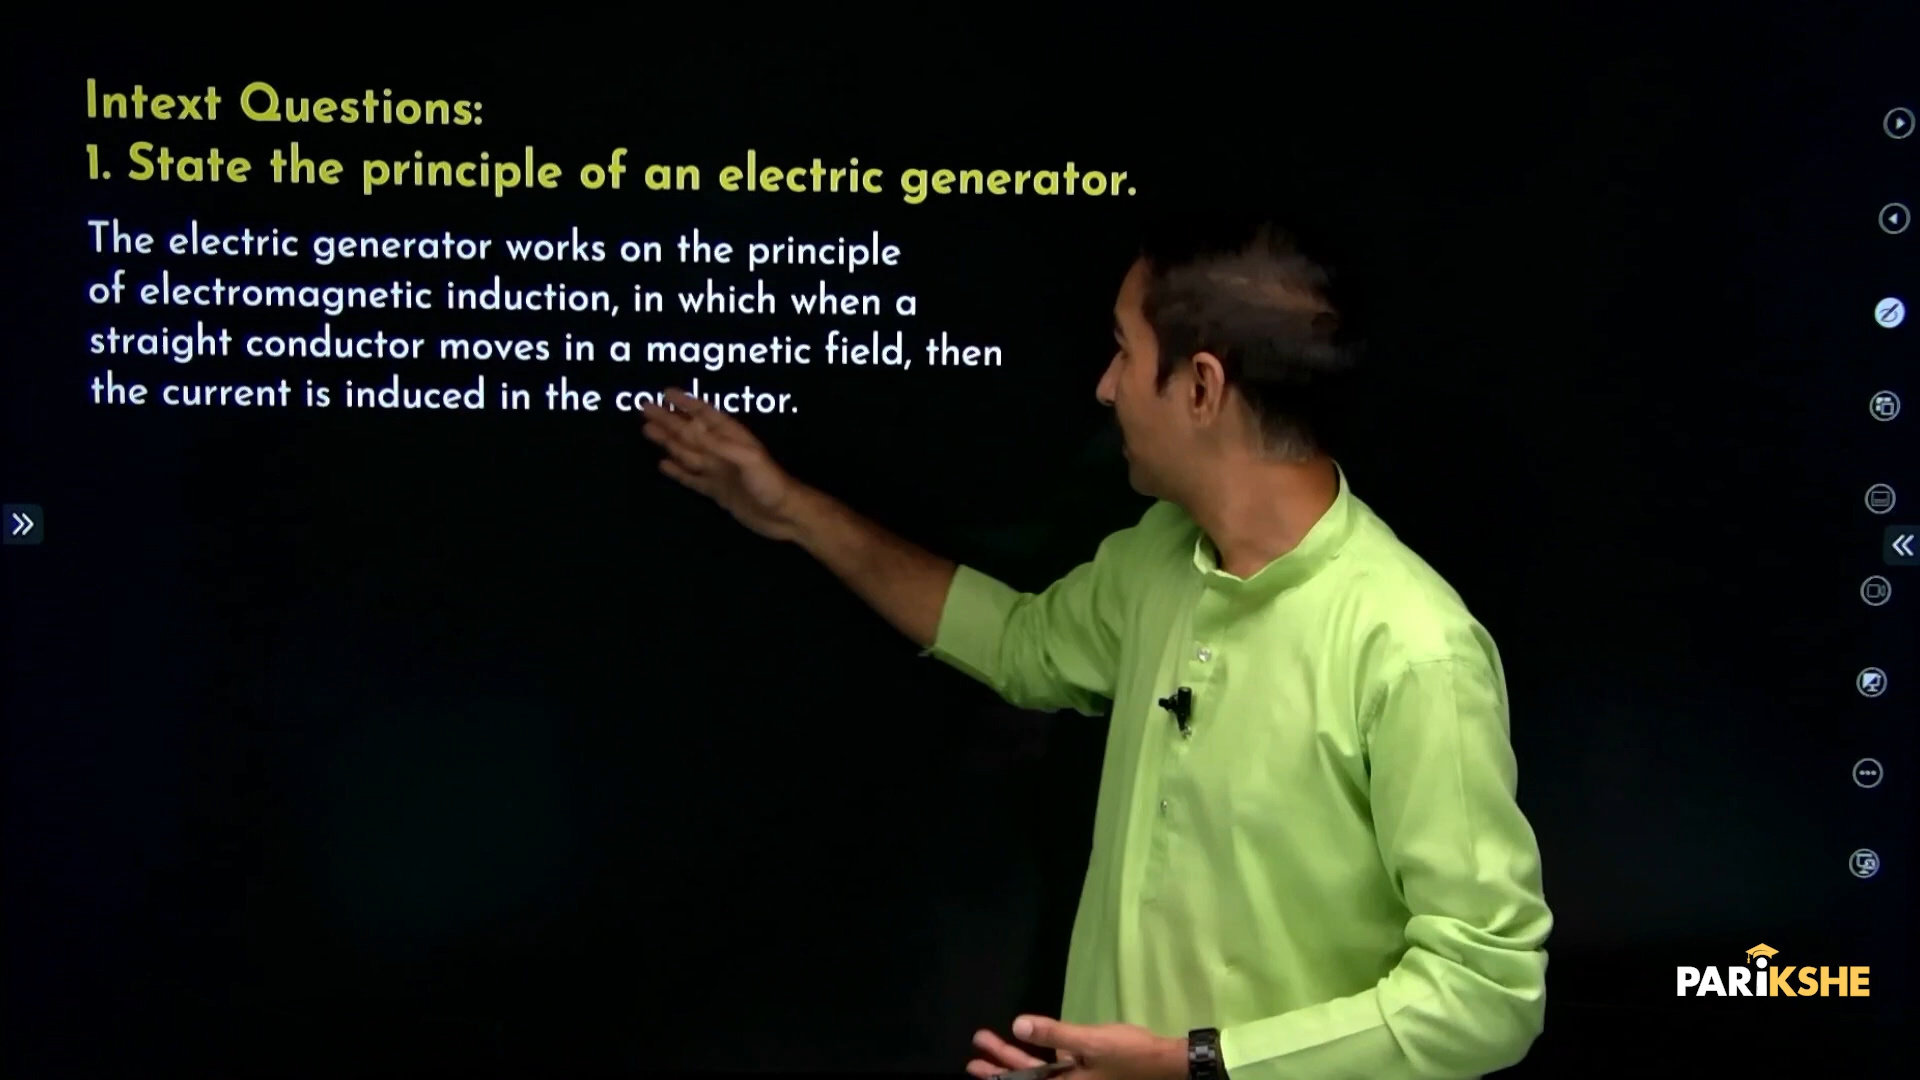 Intext Questions:
1. State the principle of an electric generator.
The electric generator works on the principle
of electromagnetic induction, in which when a
straight conductor moves in a magnetic field, then
the current is induced in the conductor.
PARIKSHE